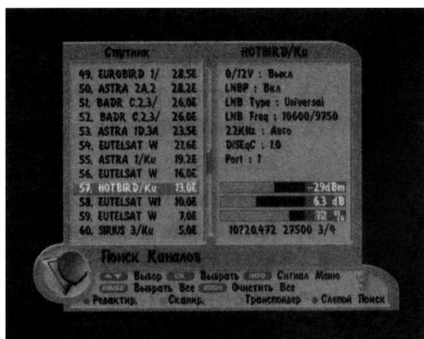 Спутник
49. EUROBIRD 1/ 28.5E
50. ASTRA 2A,2 28.2E
51. BADR C,2,3/ 26.0E
52. BADR C,2,3/ 26.0E
53. ASTRA 1D,3A 23.5E
54. EUTELSAT W 21.6E
55. ASTRA 1/Ku 19.2E
56. EUTELSAT W 16.0E
57. HOTBIRD/Ku 13.0E
58. EUTELSAT W1 10.0E
59. EUTELSAT W 7.0E
60. SIRIUS 3/Ku 5.0E
HOTBIRD/Ku
0/12V : Выкл
LNBP : Вкл
LNB Type : Universal
LNB Freq : 10600/9750
22KHz : Авто
DiSEqC : 1.0
Port : 1
-29dBm
6.3 dB
72 %
10720.472 27500 3/4
Поиск Каналов
Выбор OK Выбрать INFO Сигнал Меню
PAUSE Выбрать Все Очистить Все
Редактир. Сканир. Транспондер Слепой Поиск